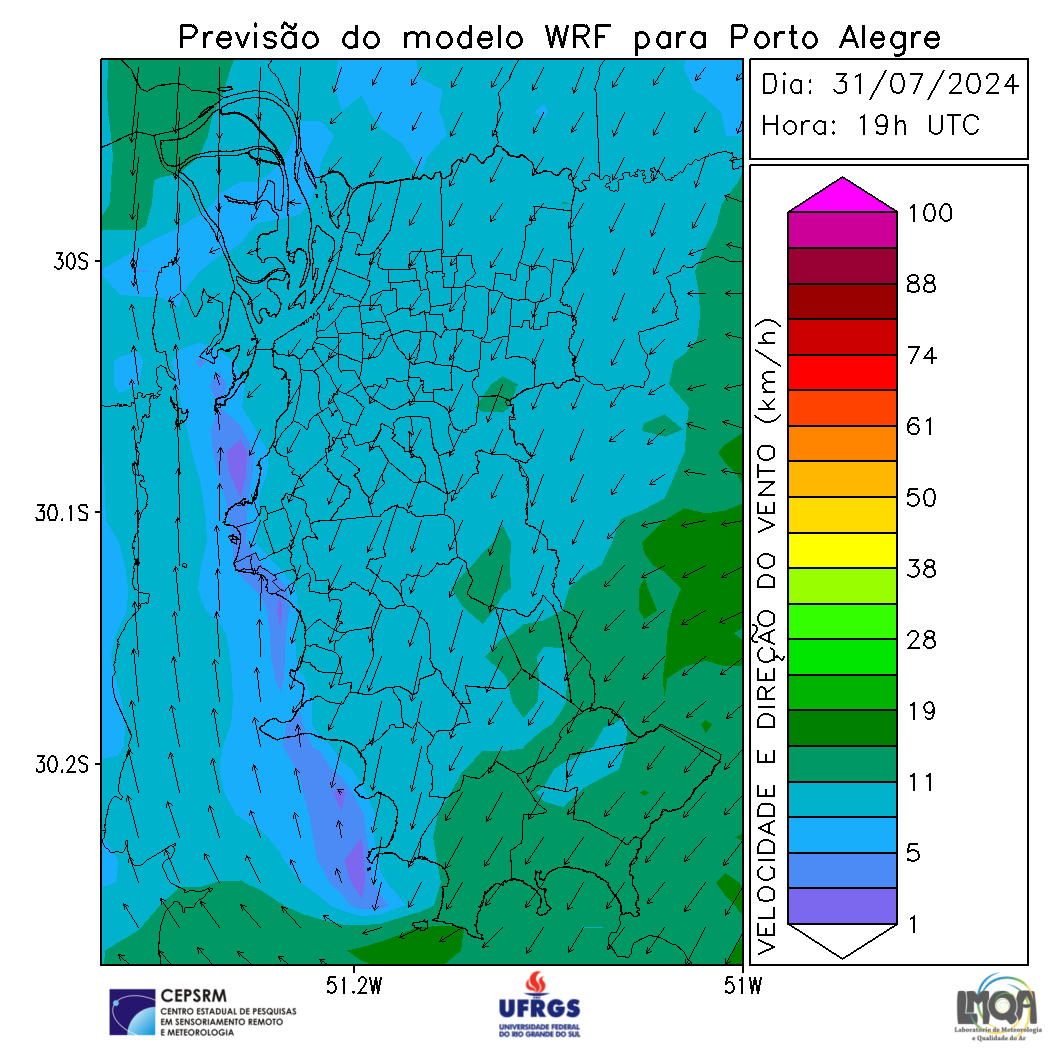 Previsão do modelo WRF para Porto Alegre
Dia: 31/07/2024
Hora: 19h UTC
30S
30.1S
30.2S
51.2W
51W
VELOCIDADE E DIREÇÃO DO VENTO (km/h)
100
88
74
61
50
38
28
19
11
5
1
CEPSRM
CENTRO ESTADUAL DE PESQUISAS
EM SENSORIAMENTO REMOTO
E METEOROLOGIA
UFRGS
UNIVERSIDADE FEDERAL
DO RIO GRANDE DO SUL
LMQA
Laboratório de Meteorologia
e Qualidade do Ar